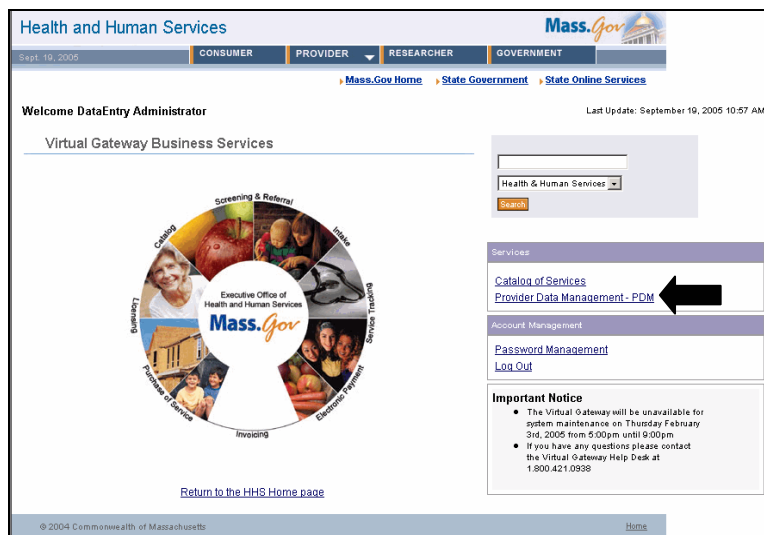 Health and Human Services
Mass.Gov
Sept. 19, 2005
CONSUMER
PROVIDER
RESEARCHER
GOVERNMENT
Mass.Gov Home
State Government
State Online Services
Welcome DataEntry Administrator
Last Update: September 19, 2005 10:57 AM
Virtual Gateway Business Services
Health & Human Services
Search
Screening & Referral
Intake
Service Tracking
Electronic Payment
Invoicing
Purchase of Service
Licensing
Catalog
Executive Office of
Health and Human Services
Mass.Gov
Services
Catalog of Services
Provider Data Management - PDM
Account Management
Password Management
Log Out
Important Notice
• The Virtual Gateway will be unavailable for
system maintenance on Thursday February
3rd, 2005 from 5:00pm until 9:00pm
• If you have any questions please contact
the Virtual Gateway Help Desk at
1.800.421.0938
Return to the HHS Home page
© 2004 Commonwealth of Massachusetts
Home